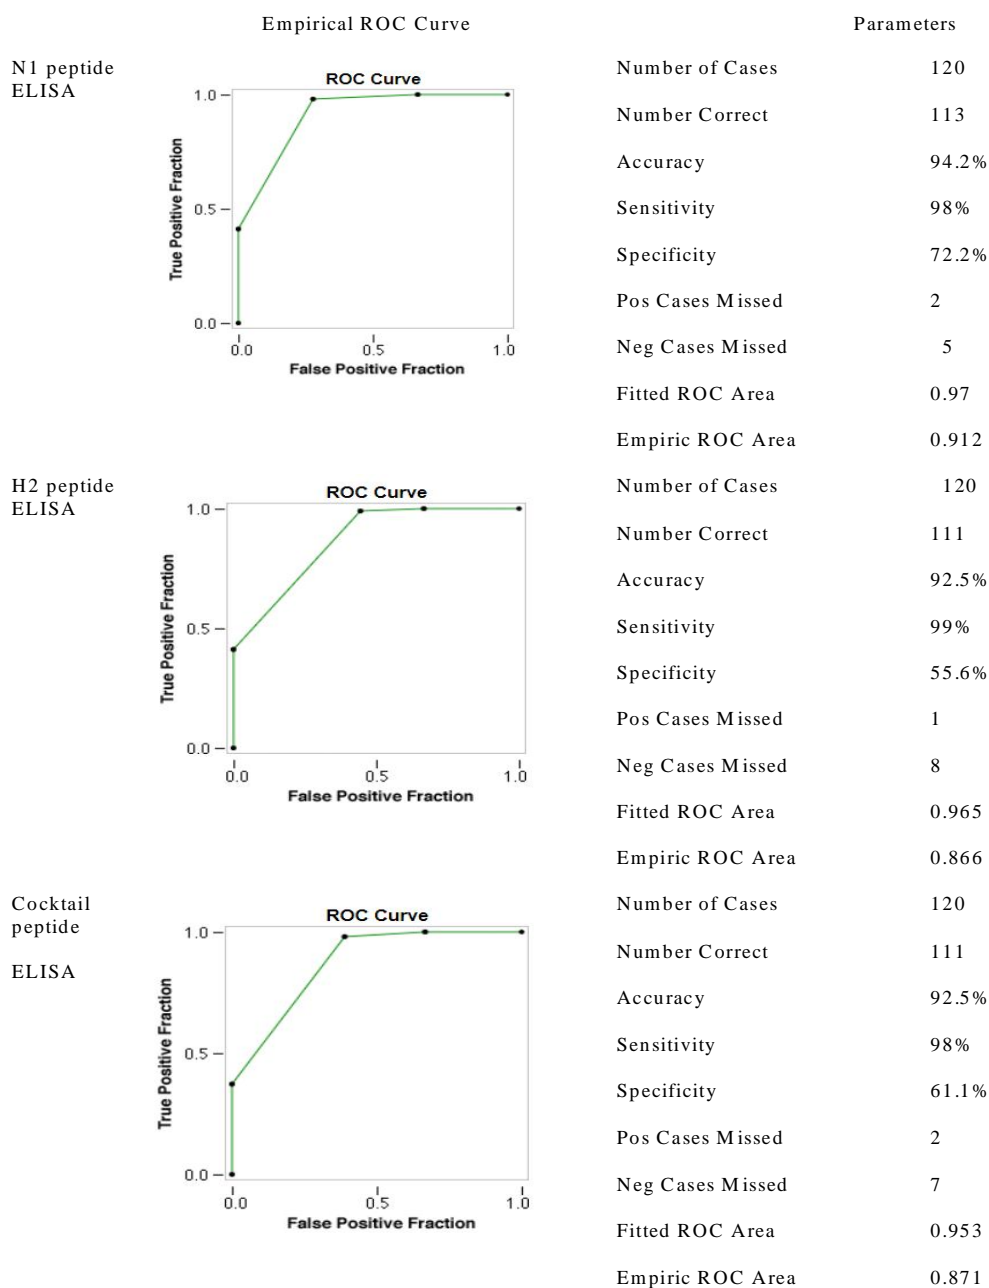 Empirical ROC Curve Parameters
N1 peptide
ELISA
ROC Curve
1.0
0.5
0.0
True Positive Fraction
0.0 0.5 1.0
False Positive Fraction
Number of Cases 120
Number Correct 113
Accuracy 94.2%
Sensitivity 98%
Specificity 72.2%
Pos Cases Missed 2
Neg Cases Missed 5
Fitted ROC Area 0.97
Empiric ROC Area 0.912
H2 peptide
ELISA
ROC Curve
1.0
0.5
0.0
True Positive Fraction
0.0 0.5 1.0
False Positive Fraction
Number of Cases 120
Number Correct 111
Accuracy 92.5%
Sensitivity 99%
Specificity 55.6%
Pos Cases Missed 1
Neg Cases Missed 8
Fitted ROC Area 0.965
Empiric ROC Area 0.866
Cocktail
peptide
ELISA
ROC Curve
1.0
0.5
0.0
True Positive Fraction
0.0 0.5 1.0
False Positive Fraction
Number of Cases 120
Number Correct 111
Accuracy 92.5%
Sensitivity 98%
Specificity 61.1%
Pos Cases Missed 2
Neg Cases Missed 7
Fitted ROC Area 0.953
Empiric ROC Area 0.871